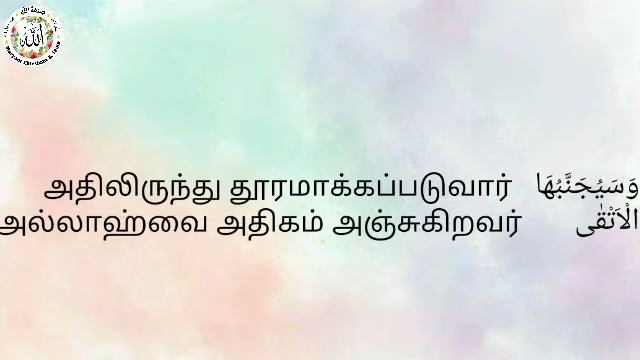 அதிலிருந்து தூரமாக்கப்படுவார் وَسَيُجَنَّبُهَا
அல்லாஹ்வை அதிகம் அஞ்சுகிறவர் الْاَتْقٰى